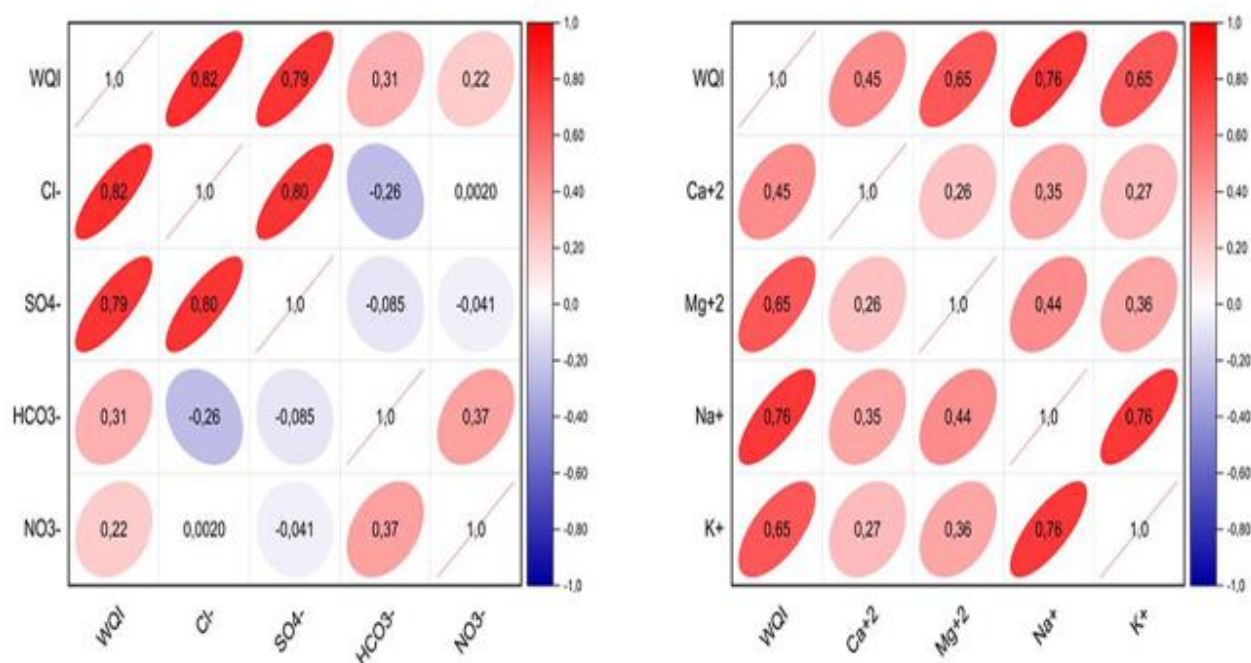 WQI 1,0 0,82 0,79 0,31 0,22
Cl- 0,82 1,0 0,80 -0,26 0,0020
SO4- 0,79 0,80 1,0 -0,085 -0,041
HCO3- 0,31 -0,26 -0,085 1,0 0,37
NO3- 0,22 0,0020 -0,041 0,37 1,0
WQI Cl- SO4- HCO3- NO3-
1,0
0,80
0,60
0,40
0,20
0,0
-0,20
-0,40
-0,60
-0,80
-1,0
WQI 1,0 0,45 0,65 0,76 0,65
Ca+2 0,45 1,0 0,26 0,35 0,27
Mg+2 0,65 0,26 1,0 0,44 0,36
Na+ 0,76 0,35 0,44 1,0 0,76
K+ 0,65 0,27 0,36 0,76 1,0
WQI Ca+2 Mg+2 Na+ K+
1,0
0,80
0,60
0,40
0,20
0,0
-0,20
-0,40
-0,60
-0,80
-1,0